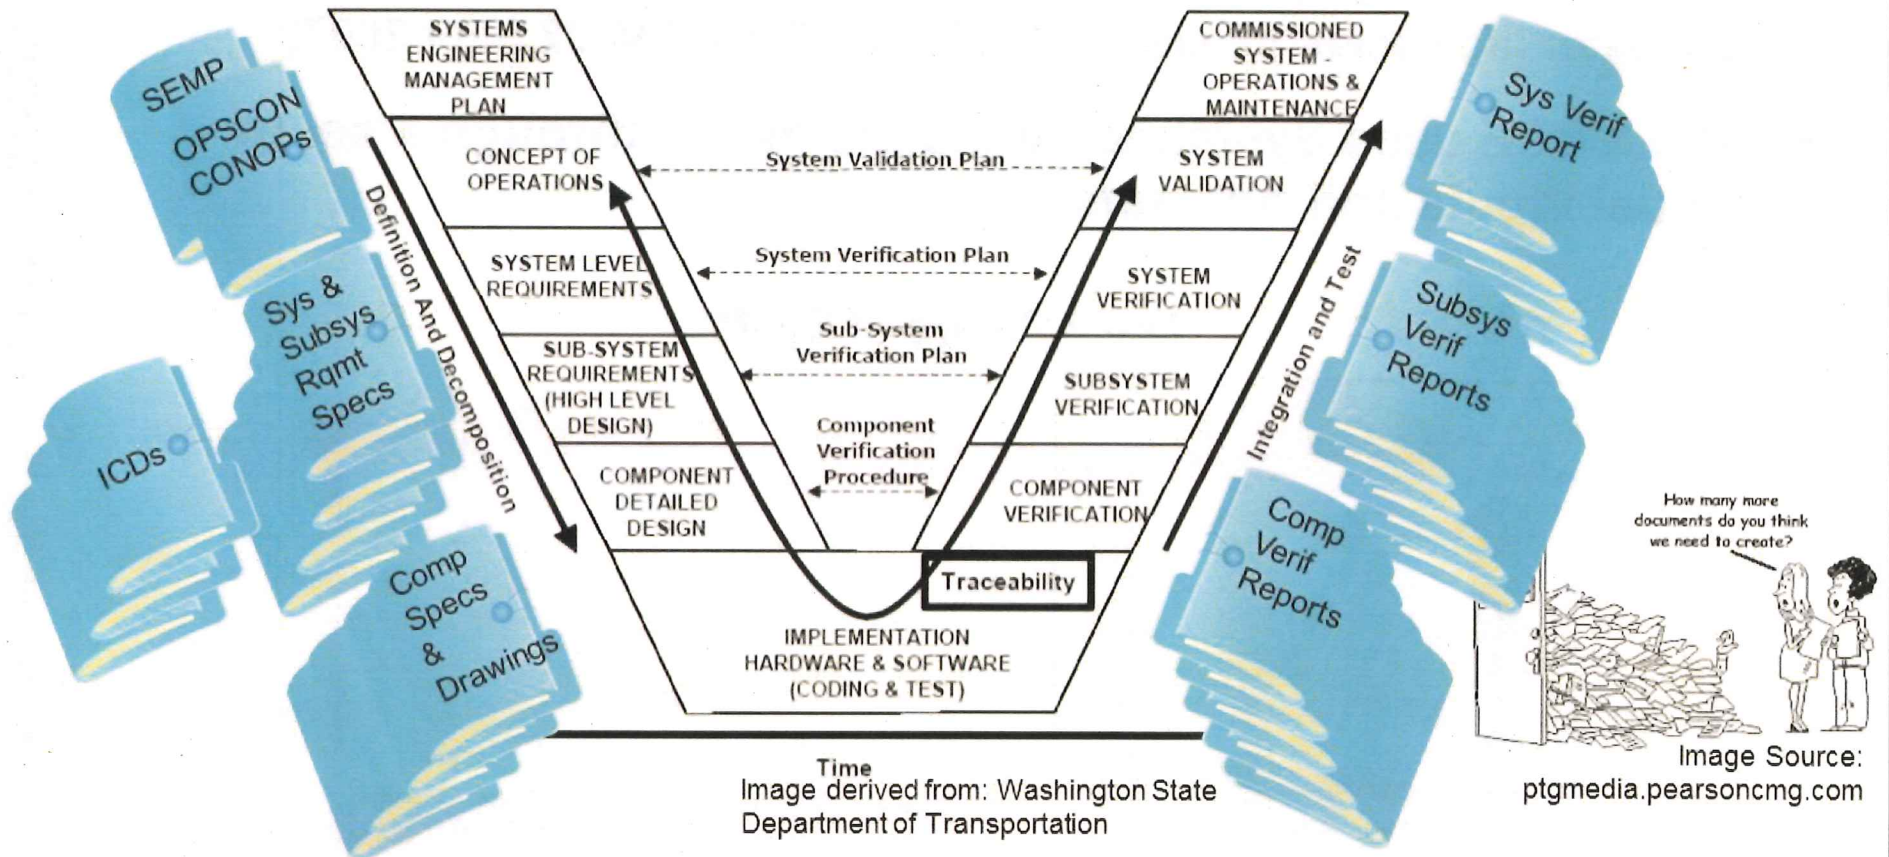 SEMP
OPSCON
CONOPs
Sys &
Subsys
Rqmt
Specs
ICDs
Comp
Specs
&
Drawings
Definition And Decomposition
SYSTEMS
ENGINEERING
MANAGEMENT
PLAN
CONCEPT OF
OPERATIONS
SYSTEM LEVEL
REQUIREMENTS
SUB-SYSTEM
REQUIREMENTS
(HIGH LEVEL
DESIGN)
COMPONENT
DETAILED
DESIGN
System Validation Plan
System Verification Plan
Sub-System
Verification Plan
Component
Verification
Procedure
Traceability
IMPLEMENTATION
HARDWARE & SOFTWARE
(CODING & TEST)
COMMISSIONED
SYSTEM -
OPERATIONS &
MAINTENANCE
SYSTEM
VALIDATION
SYSTEM
VERIFICATION
SUBSYSTEM
VERIFICATION
COMPONENT
VERIFICATION
Integration and Test
Sys Verif
Report
Subsys
Verif
Reports
Comp
Verif
Reports
How many more
documents do you think
we need to create?
Time
Image derived from: Washington State
Department of Transportation
Image Source:
ptgmedia.pearsoncmg.com